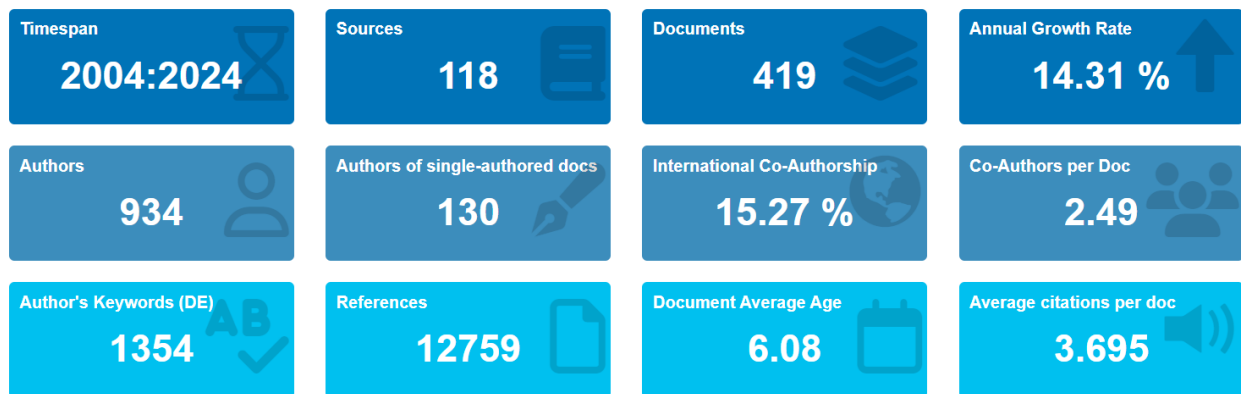 Timespan
2004:2024
Sources
118
Documents
419
Annual Growth Rate
14.31 %
Authors
934
Authors of single-authored docs
130
International Co-Authorship
15.27 %
Co-Authors per Doc
2.49
Author's Keywords (DE)
1354
AB
References
12759
Document Average Age
6.08
Average citations per doc
3.695